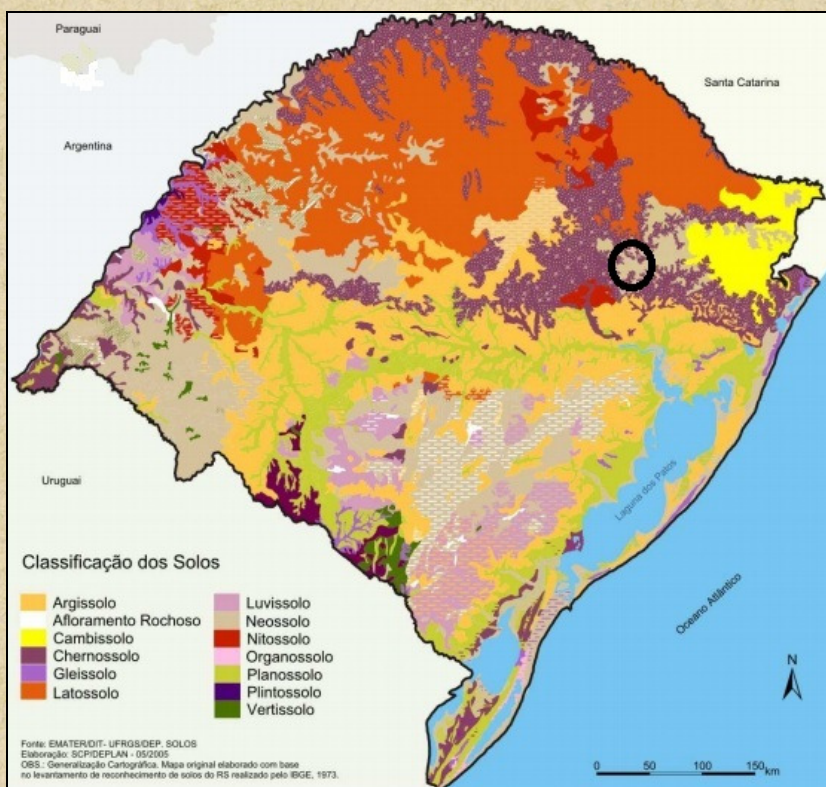 Paraguai
Santa Catarina
Argentina
Uruguai
Laguna dos Patos
Oceano Atlântico
Classificação dos Solos
Argissolo
Afloramento Rochoso
Cambissolo
Chernossolo
Gleissolo
Latossolo
Luvissolo
Neossolo
Nitossolo
Organossolo
Planossolo
Plintossolo
Vertissolo
N
Fonte: EMATER/DIT- UFRGS/DEP. SOLOS
Elaboração: SCP/DEPLAN - 05/2005
OBS.: Generalização Cartográfica. Mapa original elaborado com base
no levantamento de reconhecimento de solos do RS realizado pelo IBGE, 1973.
0 50 100 150 km